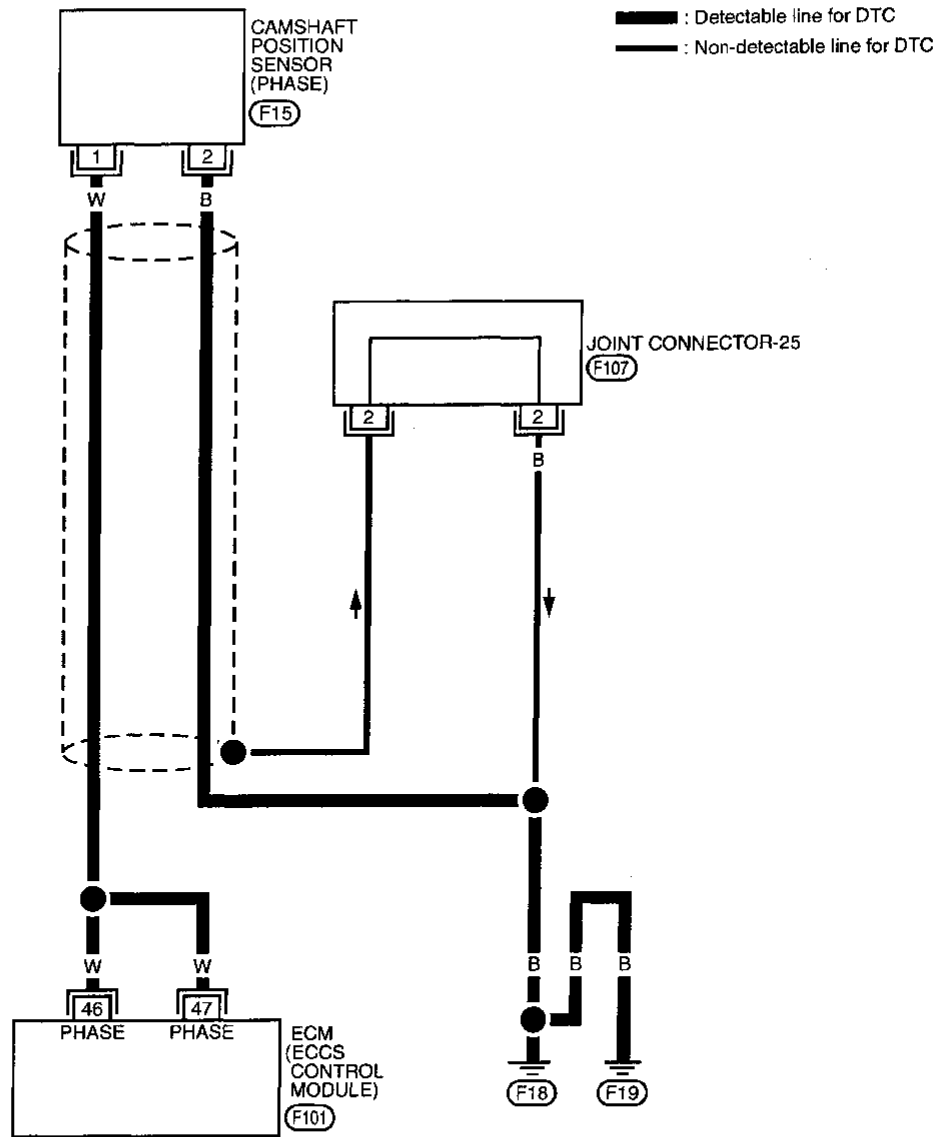 CAMSHAFT
POSITION
SENSOR
(PHASE)
F15
: Detectable line for DTC
: Non-detectable line for DTC
1 2
W B
JOINT CONNECTOR-25
F107
2 2
B
W W B B B
46 47
PHASE PHASE
ECM
(ECCS
CONTROL
MODULE)
F101
F18 F19